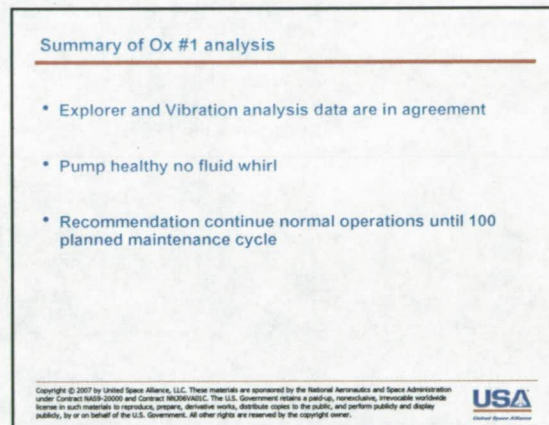 Summary of Ox #1 analysis
• Explorer and Vibration analysis data are in agreement
• Pump healthy no fluid whirl
• Recommendation continue normal operations until 100
planned maintenance cycle
Copyright © 2007 by United Space Alliance, LLC. These materials are sponsored by the National Aeronautics and Space Administration
under Contract NAS9-20000 and Contract NNJ06VA01C. The U.S. Government retains a paid-up, nonexclusive, irrevocable worldwide
license in such materials to reproduce, prepare, derivative works, distribute copies to the public, and perform publicly and display
publicly, by or on behalf of the U.S. Government. All other rights are reserved by the copyright owner.
USA
United Space Alliance